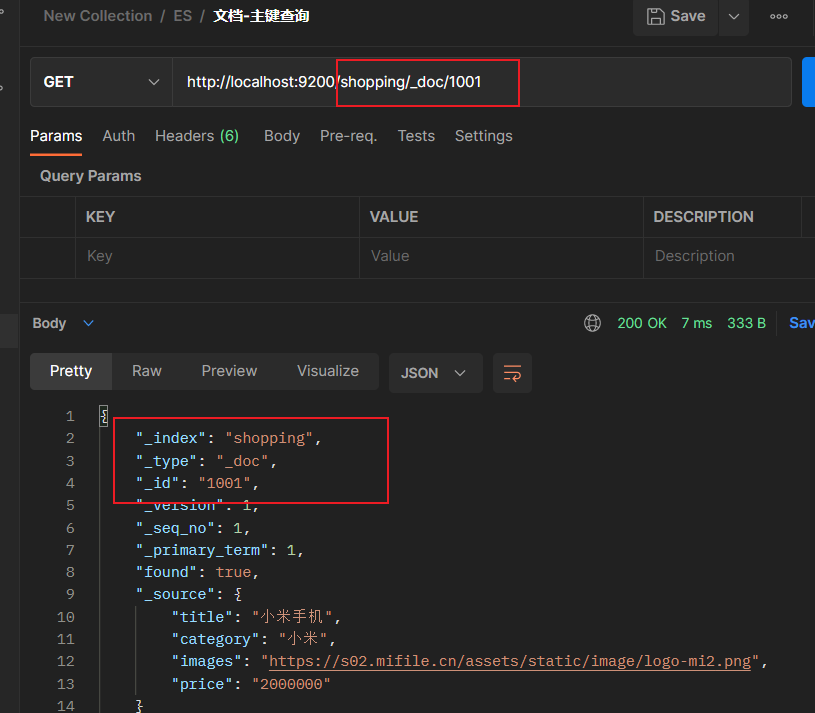 New Collection / ES / 文档-主键查询 Save
GET http://localhost:9200/shopping/_doc/1001
Params Auth Headers (6) Body Pre-req. Tests Settings
Query Params
KEY VALUE DESCRIPTION
Key Value Description
Body 200 OK 7 ms 333 B Sav
Pretty Raw Preview Visualize JSON
1 {
2 "_index": "shopping",
3 "_type": "_doc",
4 "_id": "1001",
5 "_version": 1,
6 "_seq_no": 1,
7 "_primary_term": 1,
8 "found": true,
9 "_source": {
10 "title": "小米手机",
11 "category": "小米",
12 "images": "https://s02.mifile.cn/assets/static/image/logo-mi2.png",
13 "price": "2000000"
14 }